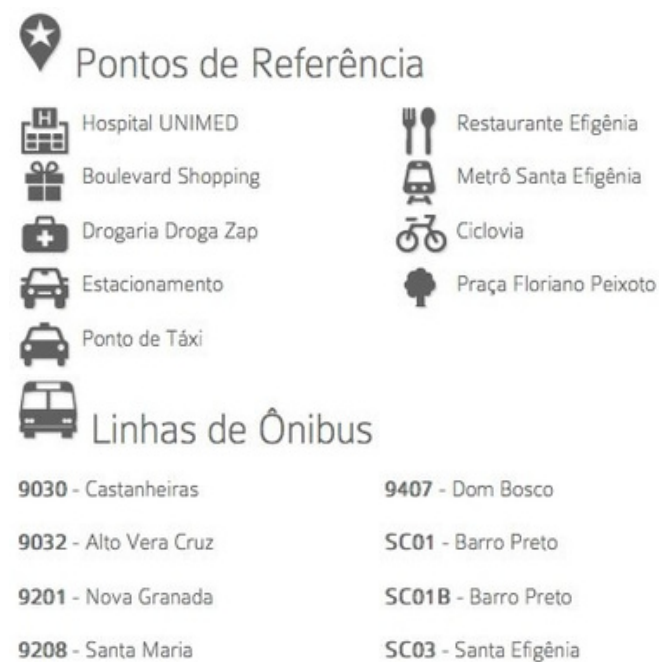 Pontos de Referência
H
Hospital UNIMED
Boulevard Shopping
Drogaria Droga Zap
Estacionamento
Ponto de Táxi
Restaurante Efigênia
Metrô Santa Efigênia
Ciclovia
Praça Floriano Peixoto
Linhas de Ônibus
9030 - Castanheiras
9032 - Alto Vera Cruz
9201 - Nova Granada
9208 - Santa Maria
9407 - Dom Bosco
SC01 - Barro Preto
SC01B - Barro Preto
SC03 - Santa Efigênia